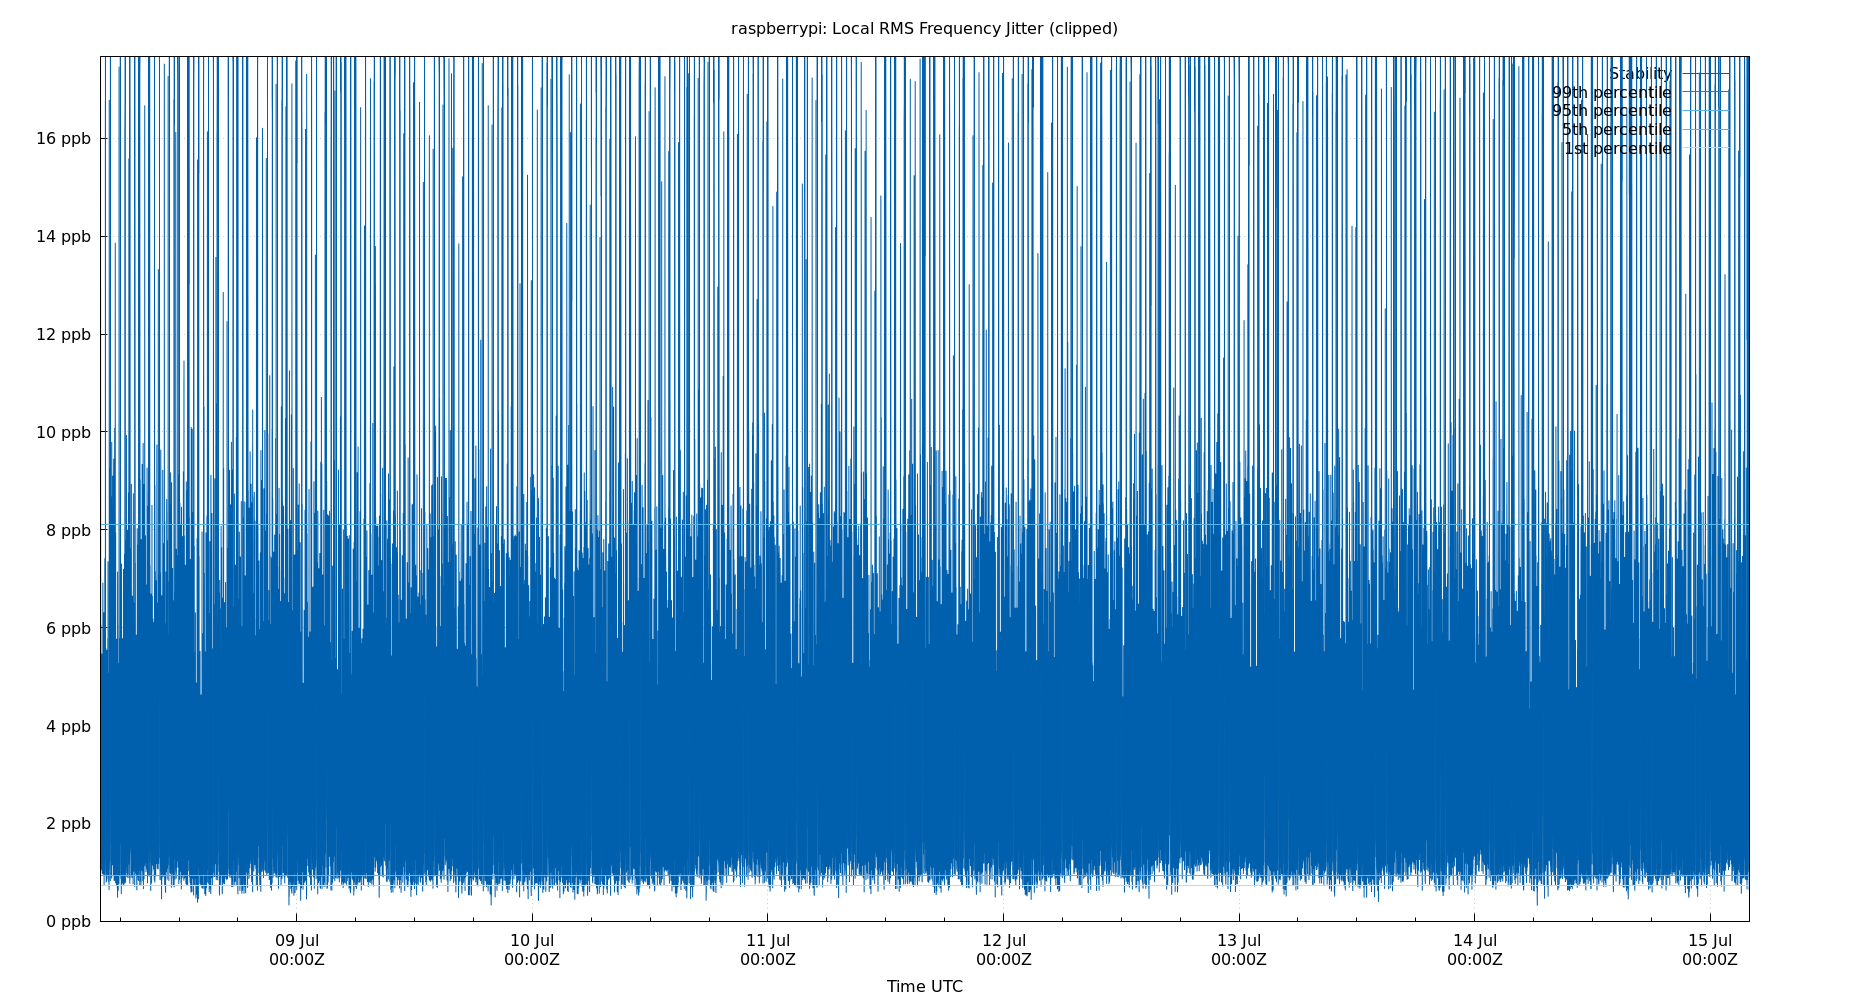 raspberrypi: Local RMS Frequency Jitter (clipped)
Stability
99th percentile
95th percentile
5th percentile
1st percentile
16 ppb
14 ppb
12 ppb
10 ppb
8 ppb
6 ppb
4 ppb
2 ppb
0 ppb
09 Jul 10 Jul 11 Jul 12 Jul 13 Jul 14 Jul 15 Jul
00:00Z 00:00Z 00:00Z 00:00Z 00:00Z 00:00Z 00:00Z
Time UTC